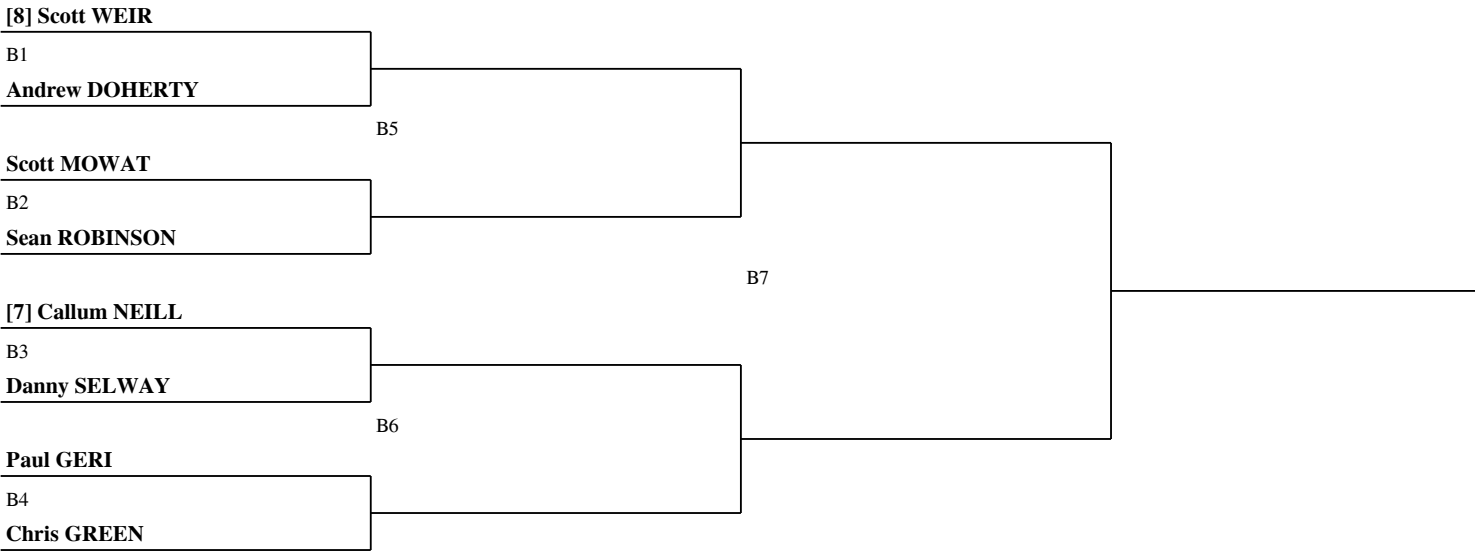 [8] Scott WEIR
B1
Andrew DOHERTY
B5
Scott MOWAT
B2
Sean ROBINSON
B7
[7] Callum NEILL
B3
Danny SELWAY
B6
Paul GERI
B4
Chris GREEN